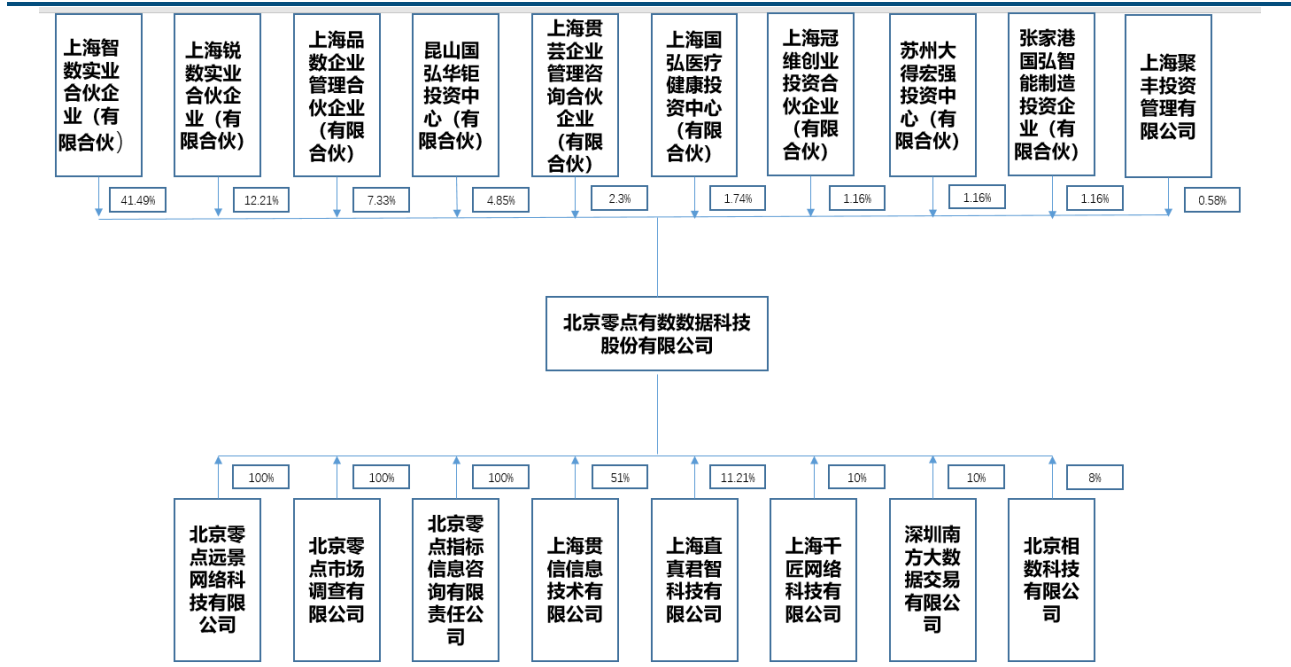 上海智
数实业
合伙企
业（有
限合伙）
上海锐
数实业
合伙企
业（有
限合伙）
上海品
数企业
管理合
伙企业
（有限
合伙）
昆山国
弘华钜
投资中
心（有
限合伙）
上海贯
芸企业
管理咨
询合伙
企业
（有限
合伙）
上海国
弘医疗
健康投
资中心
（有限
合伙）
上海冠
维创业
投资合
伙企业
（有限
合伙）
苏州大
得宏强
投资中
心（有
限合伙）
张家港
国弘智
能制造
投资企
业（有
限合伙）
上海聚
丰投资
管理有
限公司
41.49%
12.21%
7.33%
4.85%
2.3%
1.74%
1.16%
1.16%
1.16%
0.58%
北京零点有数数据科技
股份有限公司
100%
100%
100%
51%
11.21%
10%
10%
8%
北京零
点远景
网络科
技有限
公司
北京零
点市场
调查有
限公司
北京零
点指标
信息咨
询有限
责任公
司
上海贯
信信息
技术有
限公司
上海直
真君智
科技有
限公司
上海千
匠网络
科技有
限公司
深圳南
方大数
据交易
有限公
司
北京相
数科技
有限公
司